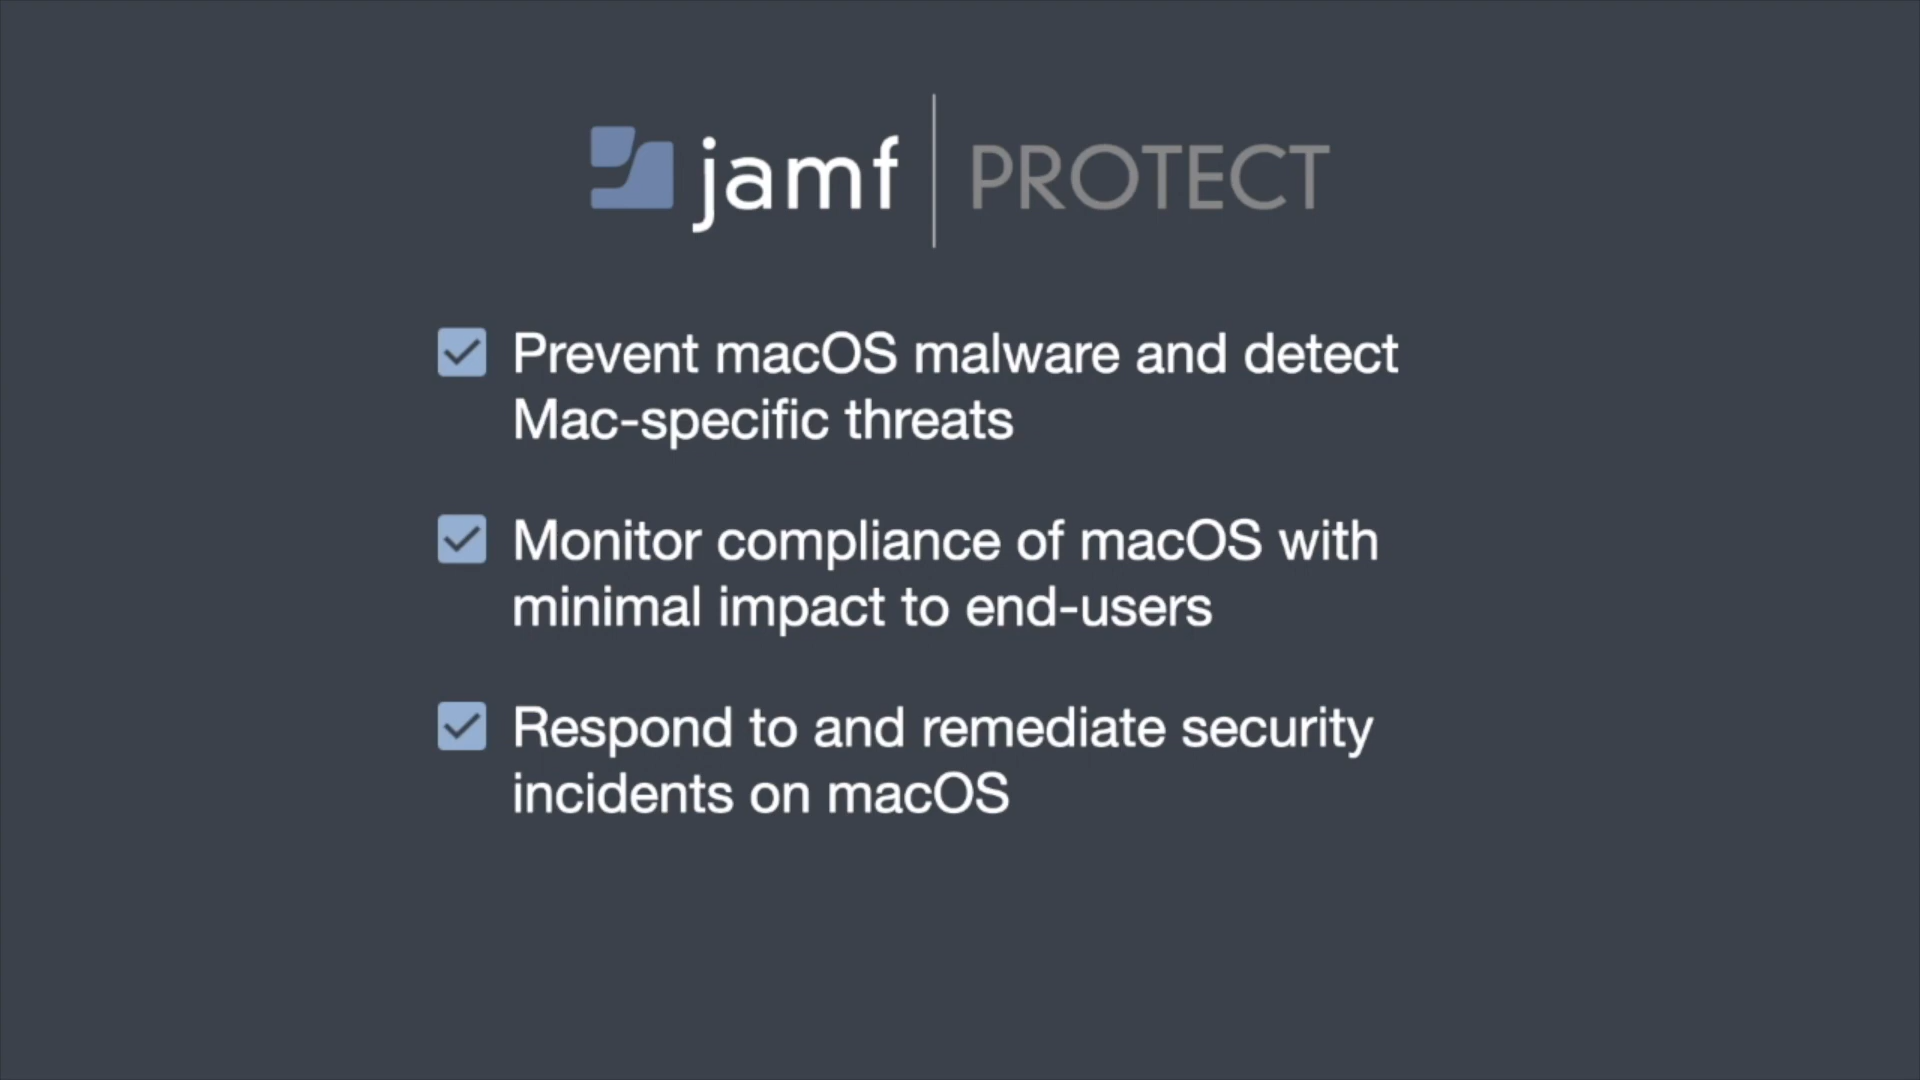 jamf | PROTECT
Prevent macOS malware and detect
Mac-specific threats
Monitor compliance of macOS with
minimal impact to end-users
Respond to and remediate security
incidents on macOS